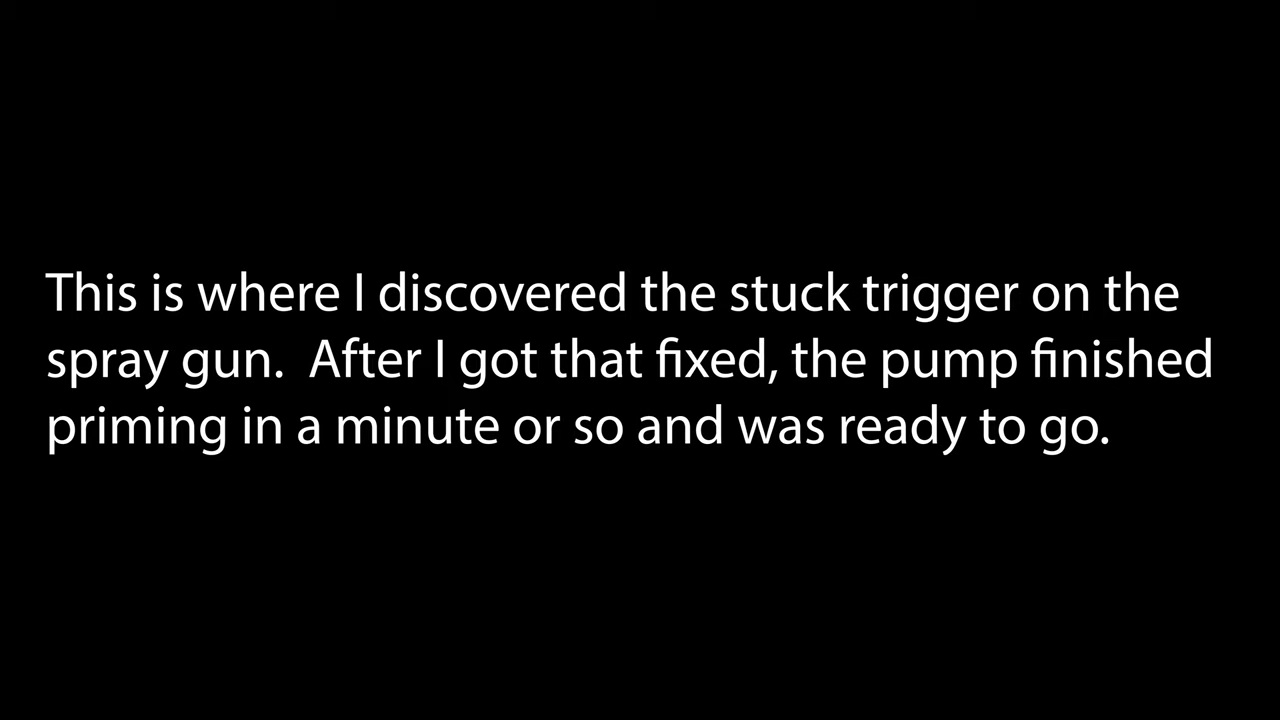 This is where I discovered the stuck trigger on the
spray gun.  After I got that fixed, the pump finished
priming in a minute or so and was ready to go.